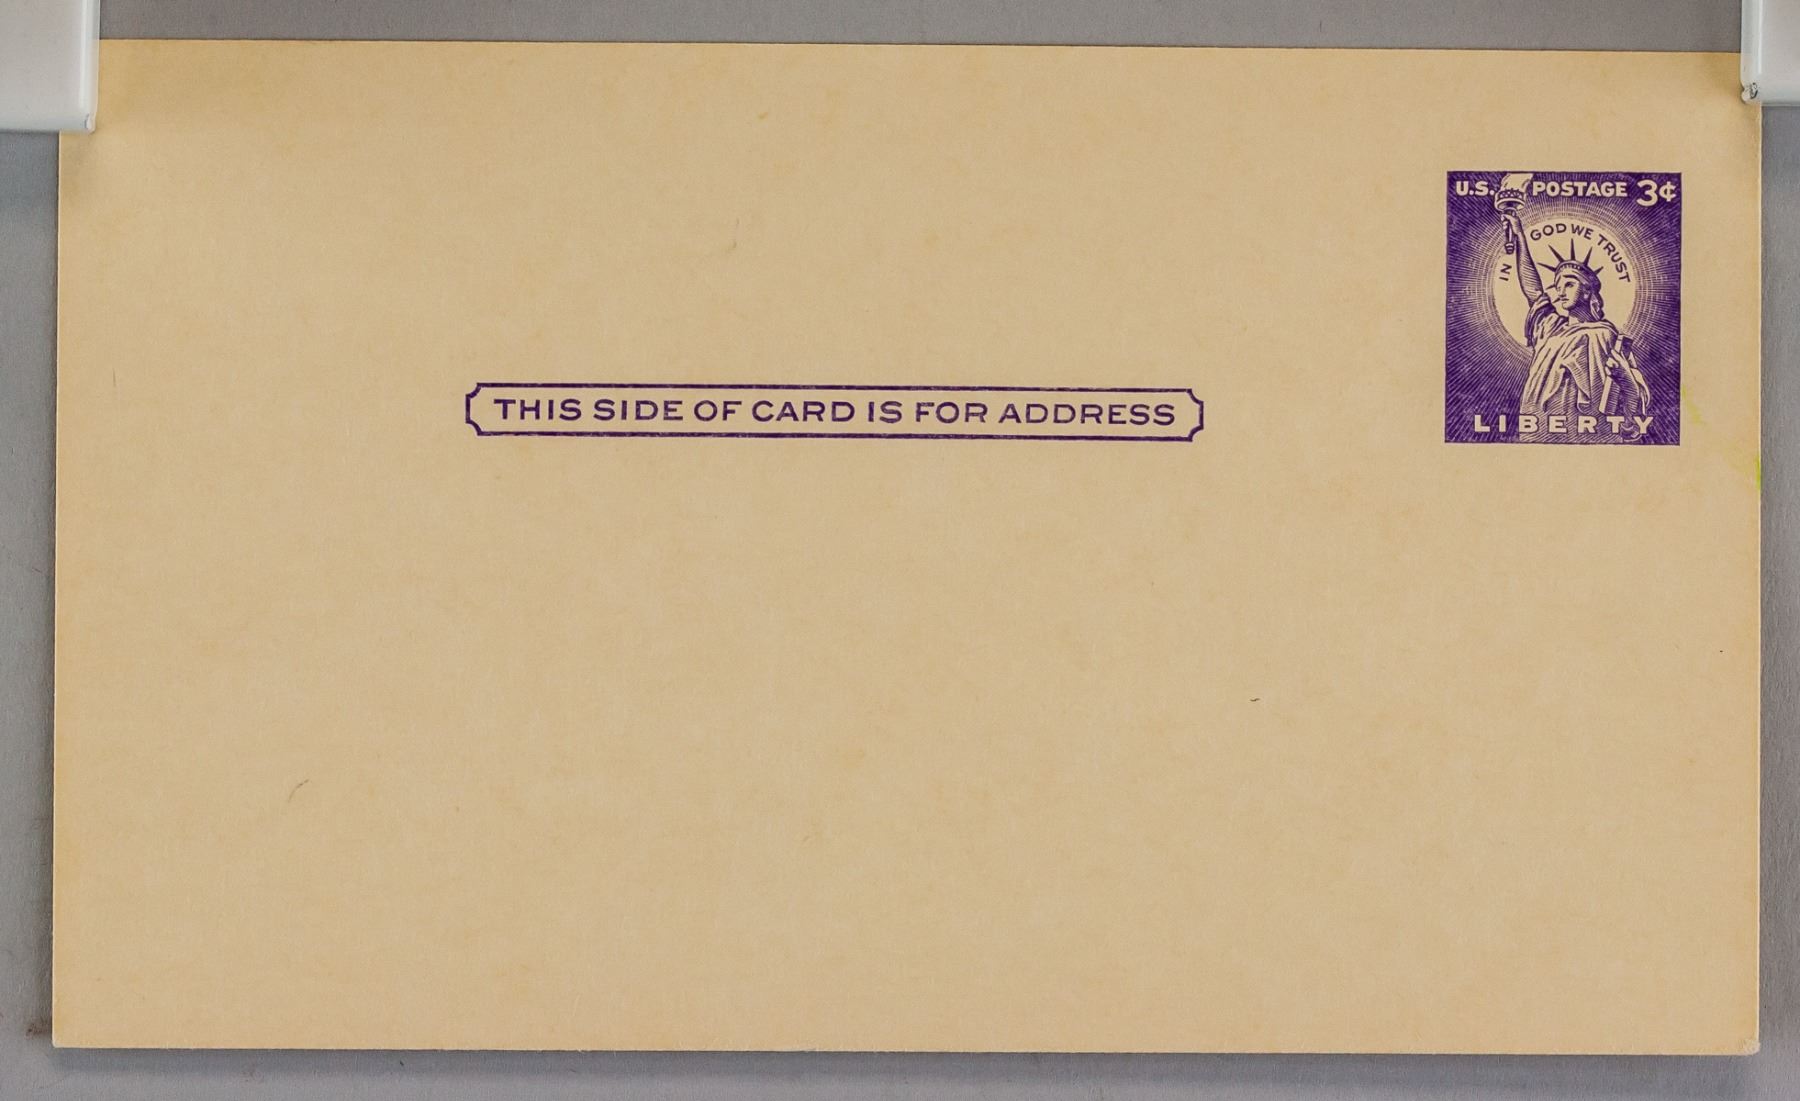 U.S. POSTAGE 3¢
IN GOD WE TRUST
LIBERTY
THIS SIDE OF CARD IS FOR ADDRESS